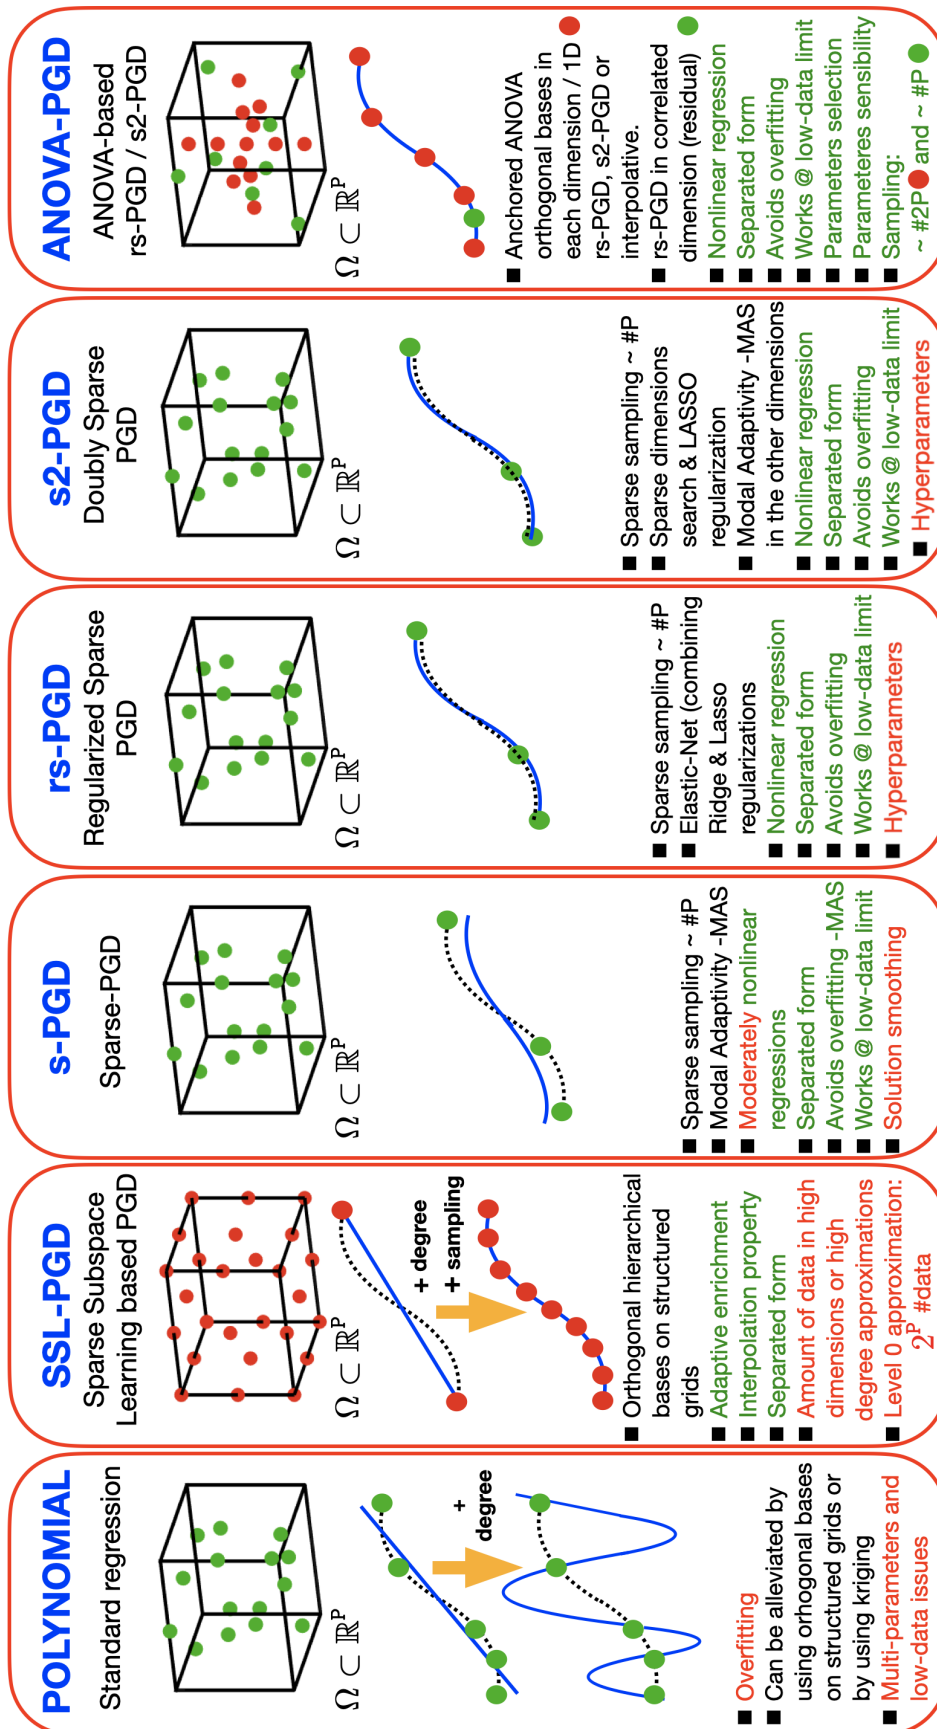 POLYNOMIAL
Standard regression
Ω ⊂ ℝᴾ
+
degree
Overfitting
Can be alleviated by
using orthogonal bases
on structured grids or
by using kriging
Multi-parameters and
low-data issues
SSL-PGD
Sparse Subspace
Learning based PGD
Ω ⊂ ℝᴾ
+ degree
+ sampling
Orthogonal hierarchical
bases on structured
grids
Adaptive enrichment
Interpolation property
Separated form
Amount of data in high
dimensions or high
degree approximations
Level 0 approximation:
2ᴾ #data
s-PGD
Sparse-PGD
Ω ⊂ ℝᴾ
Sparse sampling ~ #P
Modal Adaptivity -MAS
Moderately nonlinear
regressions
Separated form
Avoids overfitting -MAS
Works @ low-data limit
Solution smoothing
rs-PGD
Regularized Sparse
PGD
Ω ⊂ ℝᴾ
Sparse sampling ~ #P
Elastic-Net (combining
Ridge & Lasso
regularizations
Nonlinear regression
Separated form
Avoids overfitting
Works @ low-data limit
Hyperparameters
s2-PGD
Doubly Sparse
PGD
Ω ⊂ ℝᴾ
Sparse sampling ~ #P
Sparse dimensions
search & LASSO
regularization
Modal Adaptivity -MAS
in the other dimensions
Nonlinear regression
Separated form
Avoids overfitting
Works @ low-data limit
Hyperparameters
ANOVA-PGD
ANOVA-based
rs-PGD / s2-PGD
Ω ⊂ ℝᴾ
Anchored ANOVA
orthogonal bases in
each dimension / 1D
rs-PGD, s2-PGD or
interpolative.
rs-PGD in correlated
dimension (residual)
Nonlinear regression
Separated form
Avoids overfitting
Works @ low-data limit
Parameters selection
Parameteres sensibility
Sampling:
~ #2P and ~ #P